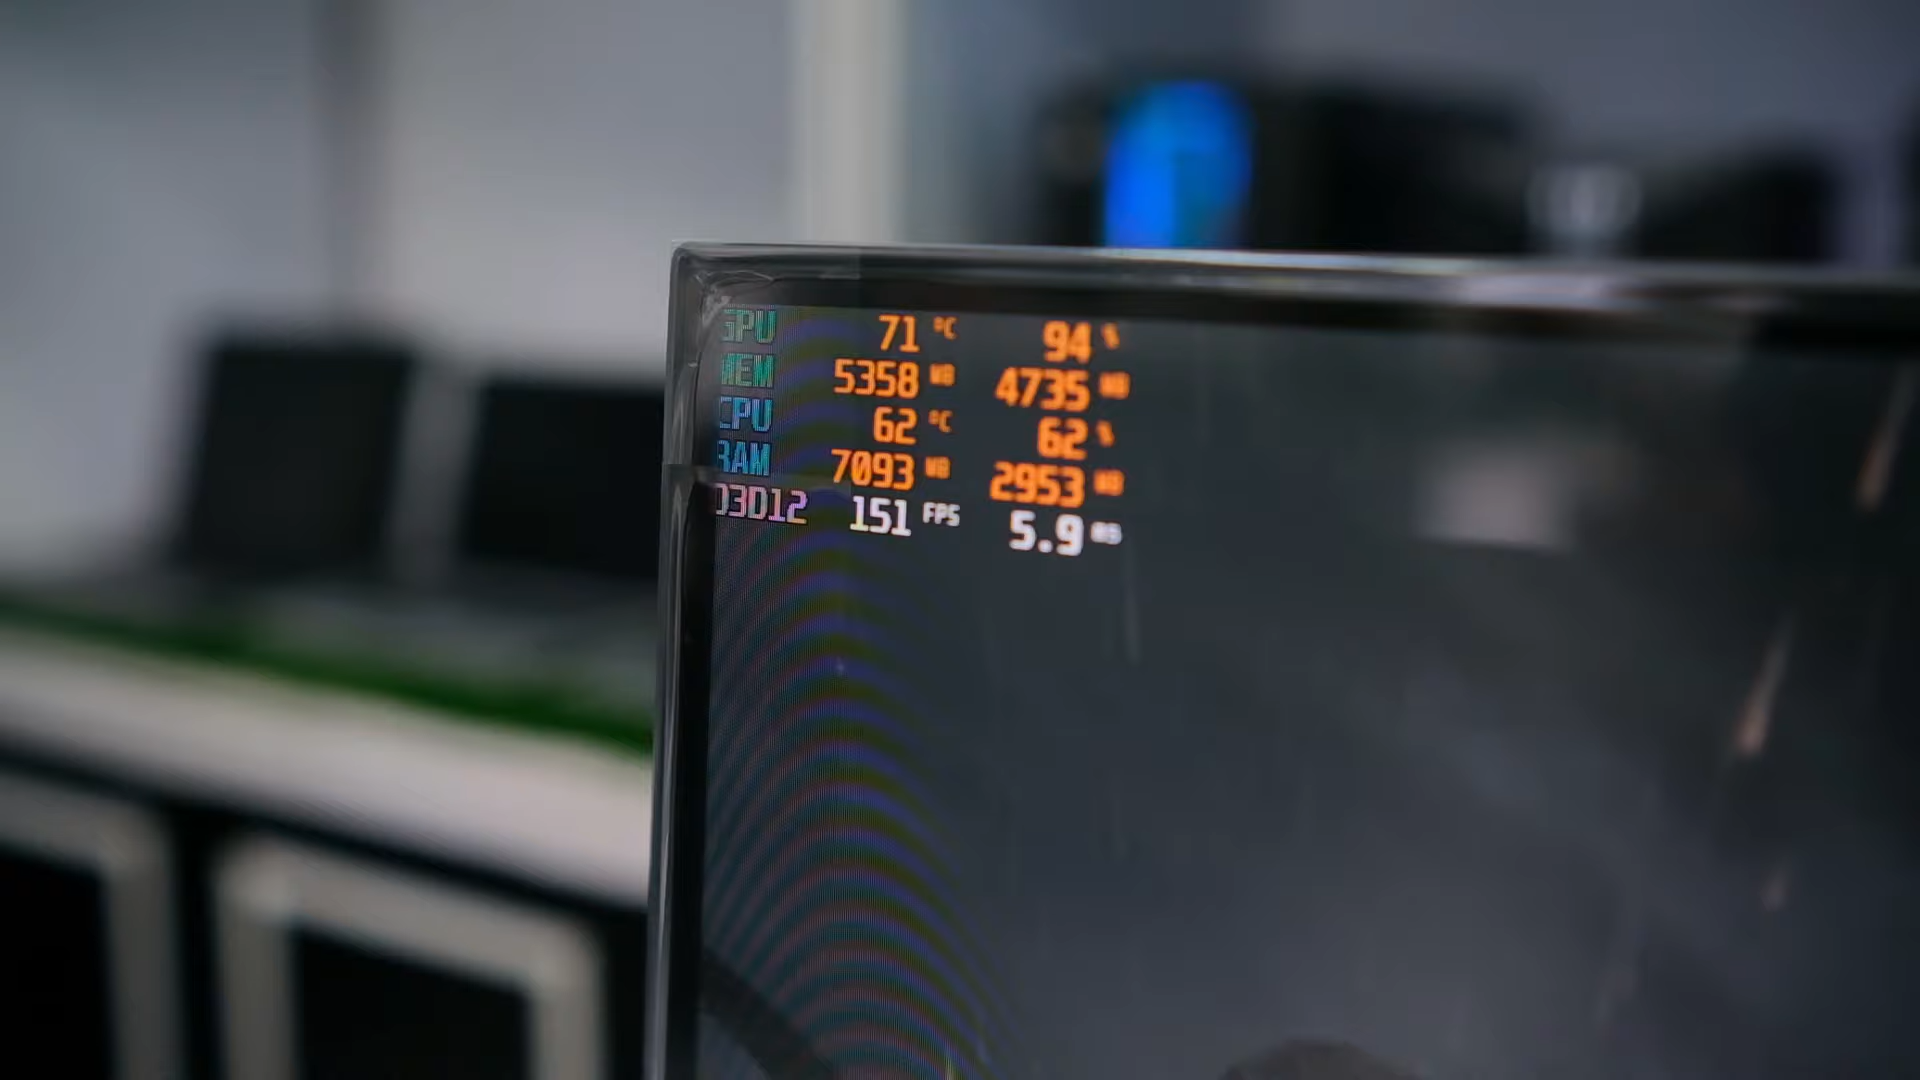 GPU 71 °C 94 %
MEM 5358 MB 4735 MB
CPU 62 °C 62 %
RAM 7093 MB 2953 MB
D3D12 151 FPS 5.9 ms